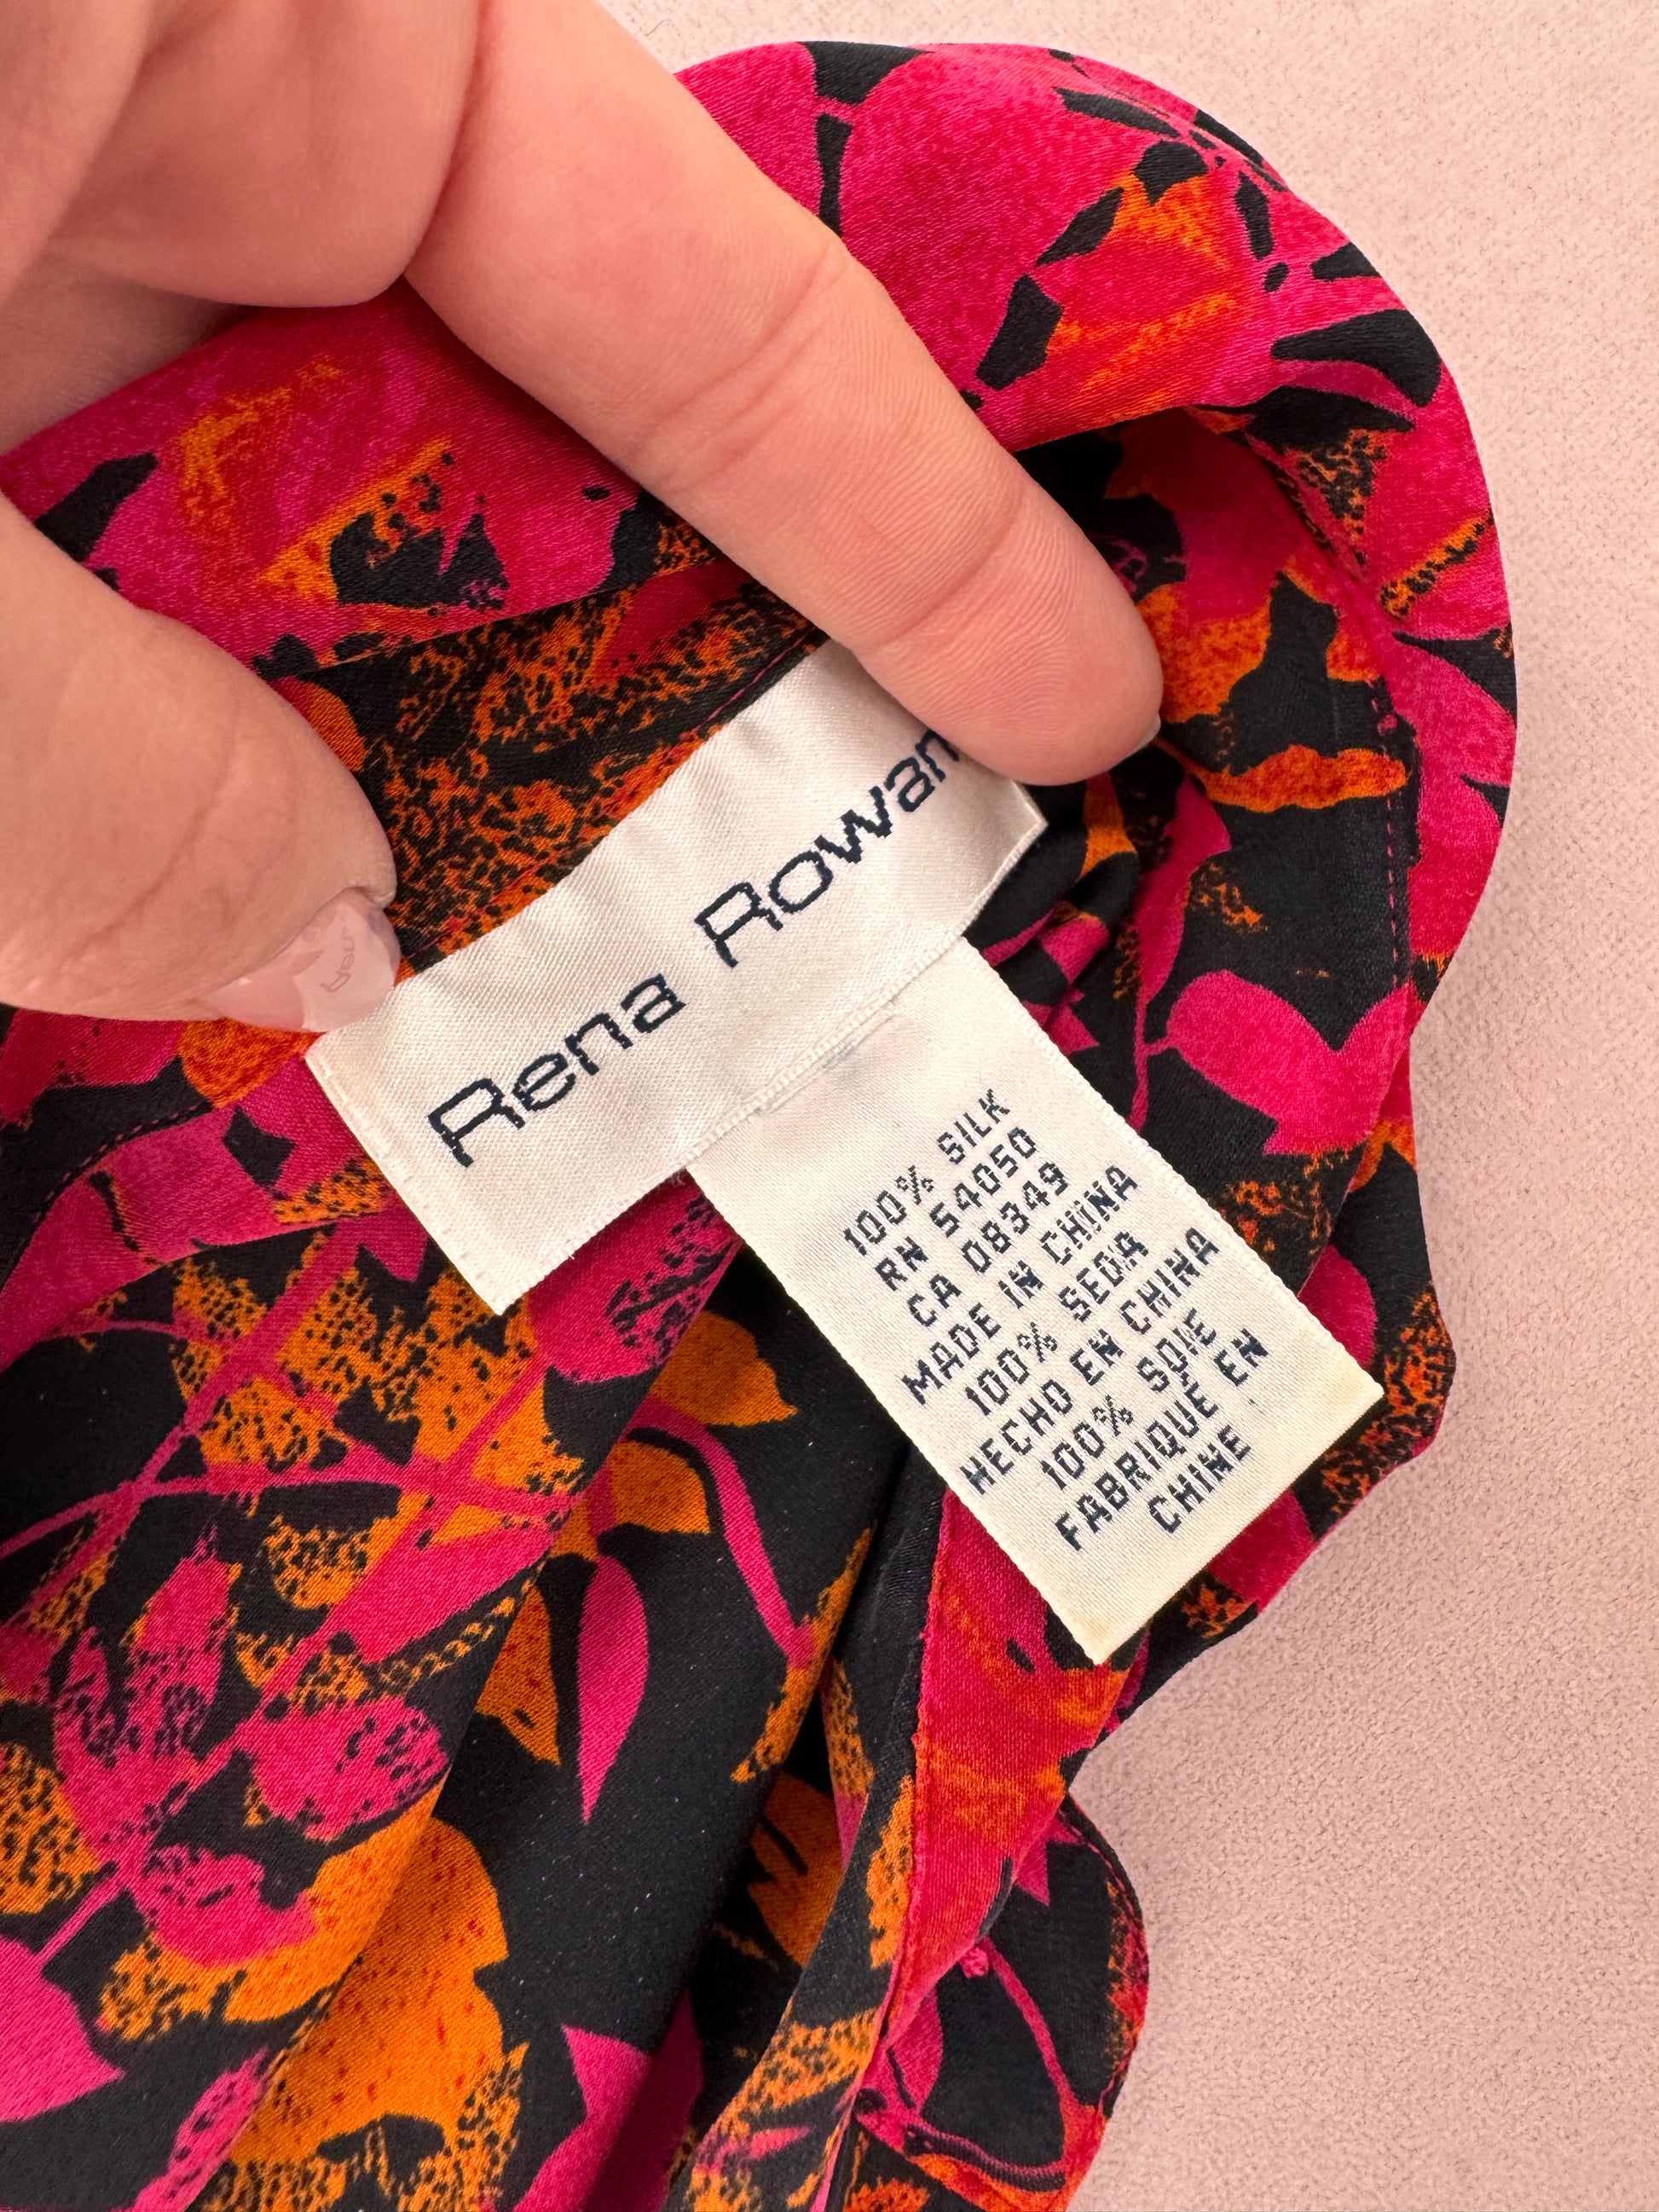 Rena Rowan
100% SILK
RN 54050
CA 08349
MADE IN CHINA
100% SEDA
HECHO EN CHINA
100% SOIE
FABRIQUÉ EN
CHINE